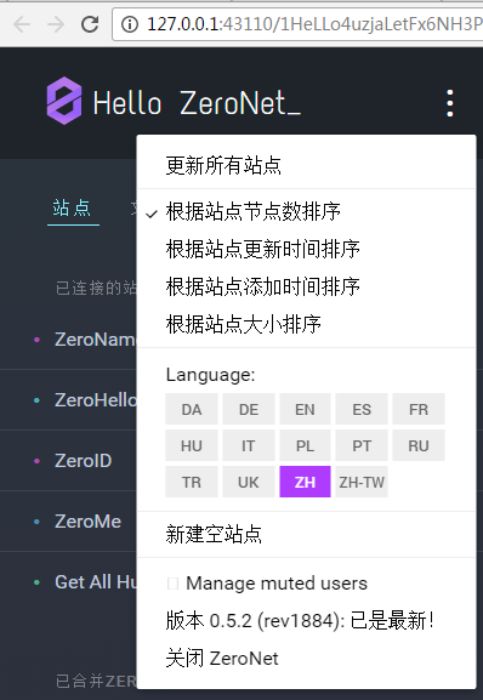 127.0.0.1:43110/1HeLLo4uzjaLetFx6NH3P
Hello ZeroNet_
更新所有站点
站点
✓ 根据站点节点数排序
根据站点更新时间排序
已连接的站
根据站点添加时间排序
根据站点大小排序
ZeroNam
Language:
ZeroHello
DA DE EN ES FR
HU IT PL PT RU
ZeroID
TR UK ZH ZH-TW
ZeroMe
新建空站点
Get All Hu
Manage muted users
版本 0.5.2 (rev1884): 已是最新!
关闭 ZeroNet
已合并ZER